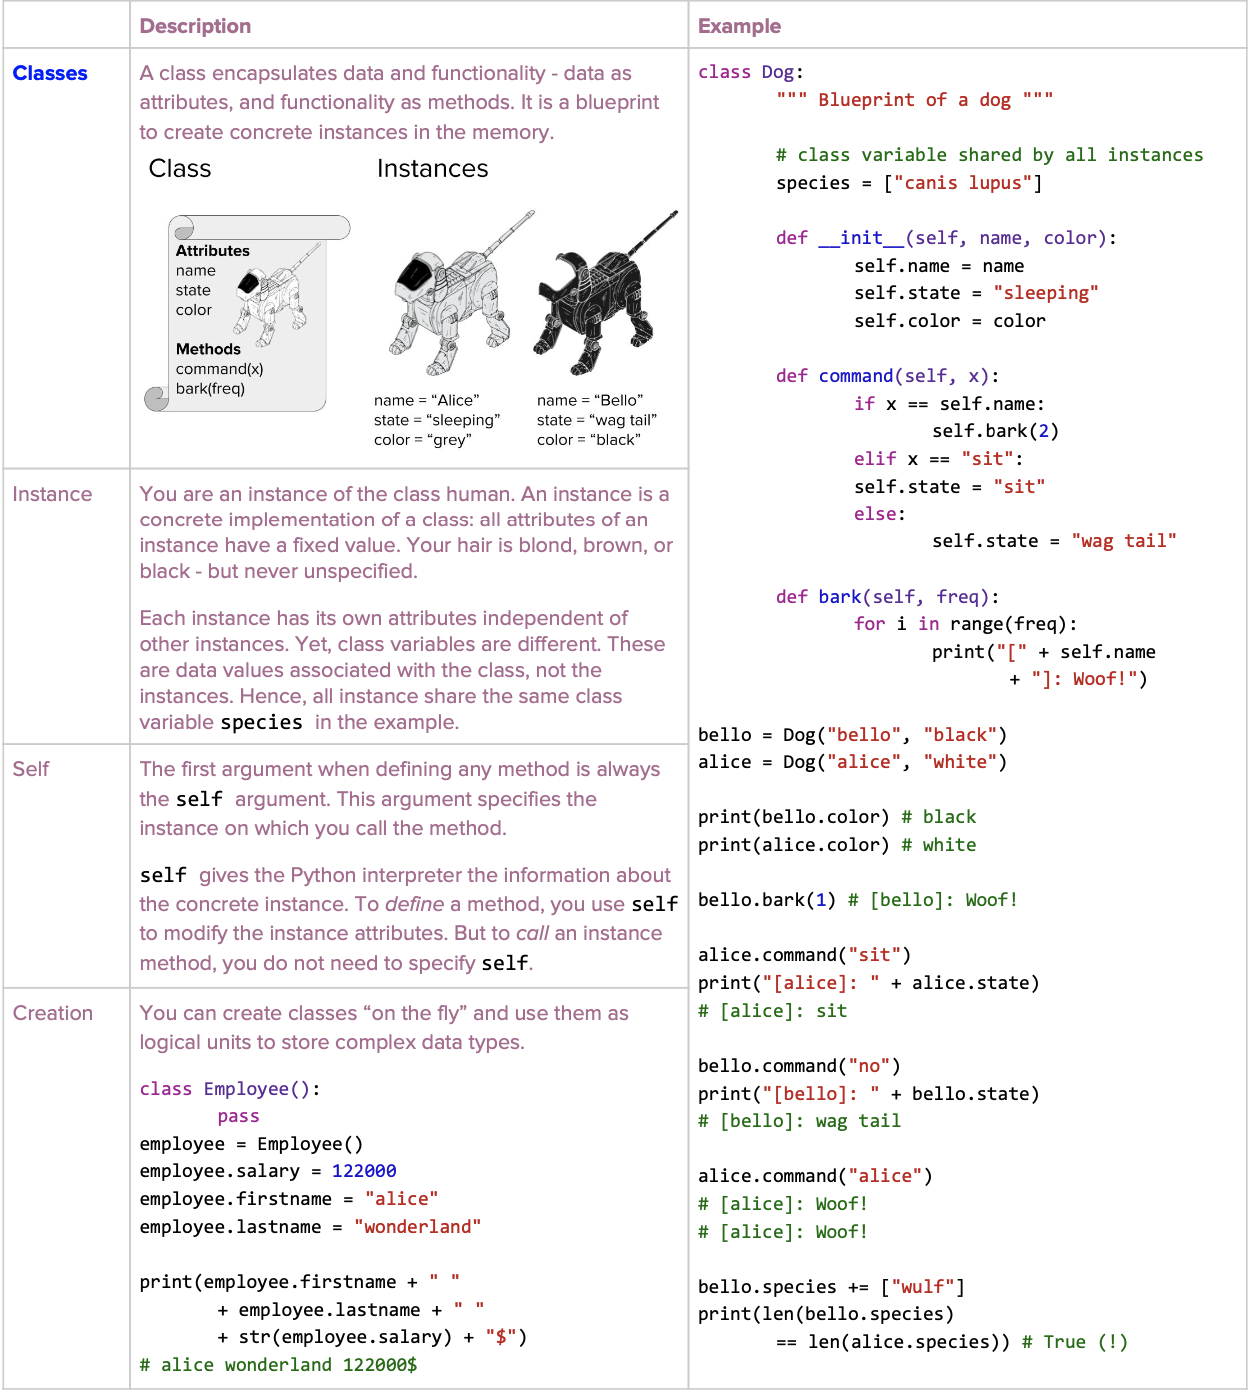 Description
Example
Classes
A class encapsulates data and functionality - data as
attributes, and functionality as methods. It is a blueprint
to create concrete instances in the memory.
Class
Instances
Attributes
name
state
color
Methods
command(x)
bark(freq)
name = “Alice”
state = “sleeping”
color = “grey”
name = “Bello”
state = “wag tail”
color = “black”
Instance
You are an instance of the class human. An instance is a
concrete implementation of a class: all attributes of an
instance have a fixed value. Your hair is blond, brown, or
black - but never unspecified.
Each instance has its own attributes independent of
other instances. Yet, class variables are different. These
are data values associated with the class, not the
instances. Hence, all instance share the same class
variable species in the example.
Self
The first argument when defining any method is always
the self argument. This argument specifies the
instance on which you call the method.
self gives the Python interpreter the information about
the concrete instance. To define a method, you use self
to modify the instance attributes. But to call an instance
method, you do not need to specify self.
Creation
You can create classes “on the fly” and use them as
logical units to store complex data types.
class Employee():
pass
employee = Employee()
employee.salary = 122000
employee.firstname = "alice"
employee.lastname = "wonderland"
print(employee.firstname + " "
+ employee.lastname + " "
+ str(employee.salary) + "$")
# alice wonderland 122000$
class Dog:
""" Blueprint of a dog """
# class variable shared by all instances
species = ["canis lupus"]
def __init__(self, name, color):
self.name = name
self.state = "sleeping"
self.color = color
def command(self, x):
if x == self.name:
self.bark(2)
elif x == "sit":
self.state = "sit"
else:
self.state = "wag tail"
def bark(self, freq):
for i in range(freq):
print("[" + self.name
+ "]: Woof!")
bello = Dog("bello", "black")
alice = Dog("alice", "white")
print(bello.color) # black
print(alice.color) # white
bello.bark(1) # [bello]: Woof!
alice.command("sit")
print("[alice]: " + alice.state)
# [alice]: sit
bello.command("no")
print("[bello]: " + bello.state)
# [bello]: wag tail
alice.command("alice")
# [alice]: Woof!
# [alice]: Woof!
bello.species += ["wulf"]
print(len(bello.species)
== len(alice.species)) # True (!)